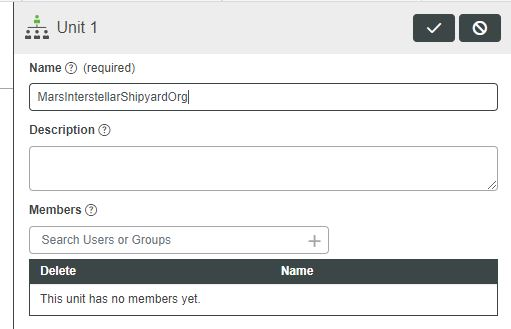 Unit 1
Name (required)
MarsInterstellarShipyardOrg
Description
Members
Search Users or Groups
Delete Name
This unit has no members yet.